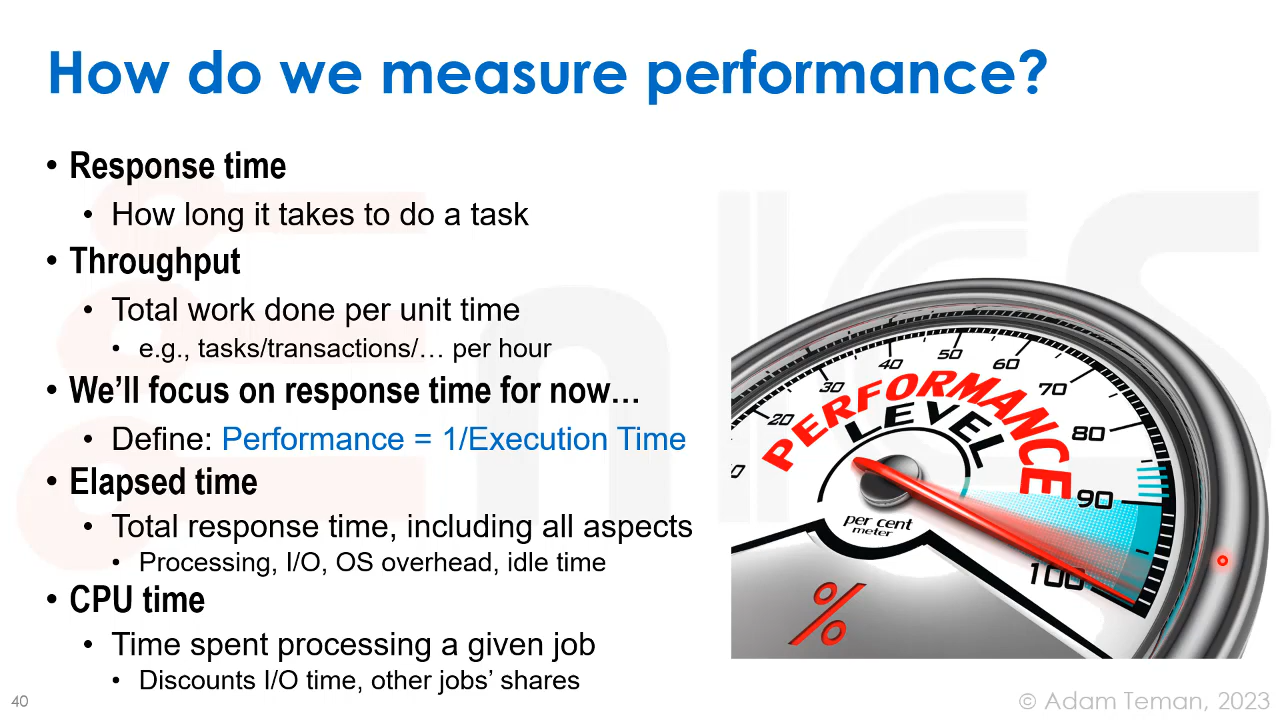 How do we measure performance?
• Response time
• How long it takes to do a task
• Throughput
• Total work done per unit time
• e.g., tasks/transactions/… per hour
• We’ll focus on response time for now…
• Define: Performance = 1/Execution Time
• Elapsed time
• Total response time, including all aspects
• Processing, I/O, OS overhead, idle time
• CPU time
• Time spent processing a given job
• Discounts I/O time, other jobs’ shares
20
30
40
50
60
70
80
90
100
PERFORMANCE
LEVEL
per cent
meter
%
40
© Adam Teman, 2023